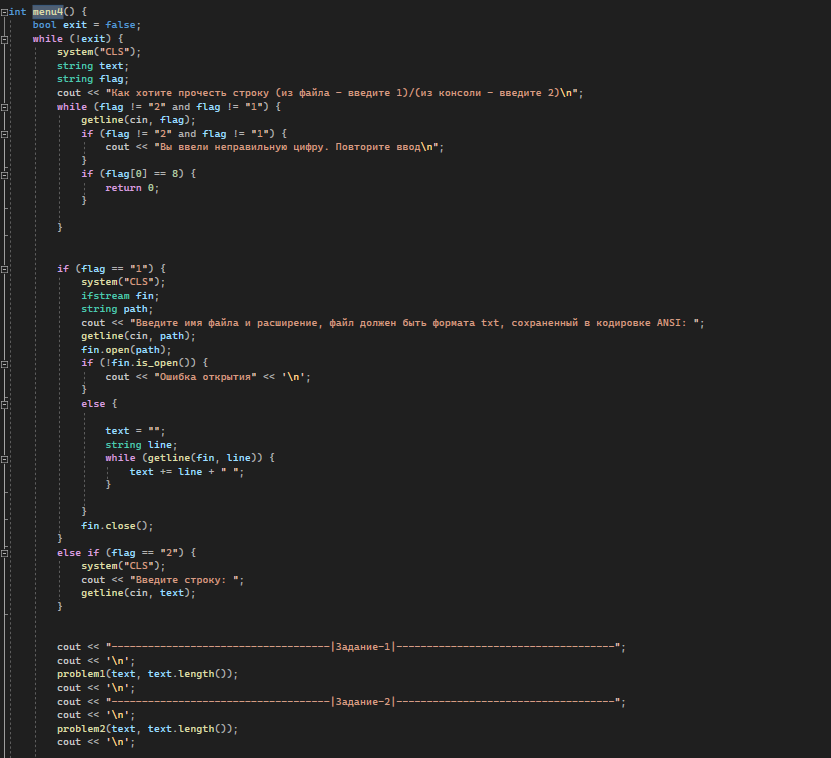 int menu4() {
bool exit = false;
while (!exit) {
system("CLS");
string text;
string flag;
cout << "Как хотите прочесть строку (из файла - введите 1)/(из консоли - введите 2)\n";
while (flag != "2" and flag != "1") {
getline(cin, flag);
if (flag != "2" and flag != "1") {
cout << "Вы ввели неправильную цифру. Повторите ввод\n";
}
if (flag[0] == 8) {
return 0;
}
}
if (flag == "1") {
system("CLS");
ifstream fin;
string path;
cout << "Введите имя файла и расширение, файл должен быть формата txt, сохраненный в кодировке ANSI: ";
getline(cin, path);
fin.open(path);
if (!fin.is_open()) {
cout << "Ошибка открытия" << '\n';
}
else {
text = "";
string line;
while (getline(fin, line)) {
text += line + " ";
}
}
fin.close();
}
else if (flag == "2") {
system("CLS");
cout << "Введите строку: ";
getline(cin, text);
}
cout << "------------------------------------|Задание-1|------------------------------------";
cout << '\n';
problem1(text, text.length());
cout << '\n';
cout << "------------------------------------|Задание-2|------------------------------------";
cout << '\n';
problem2(text, text.length());
cout << '\n';